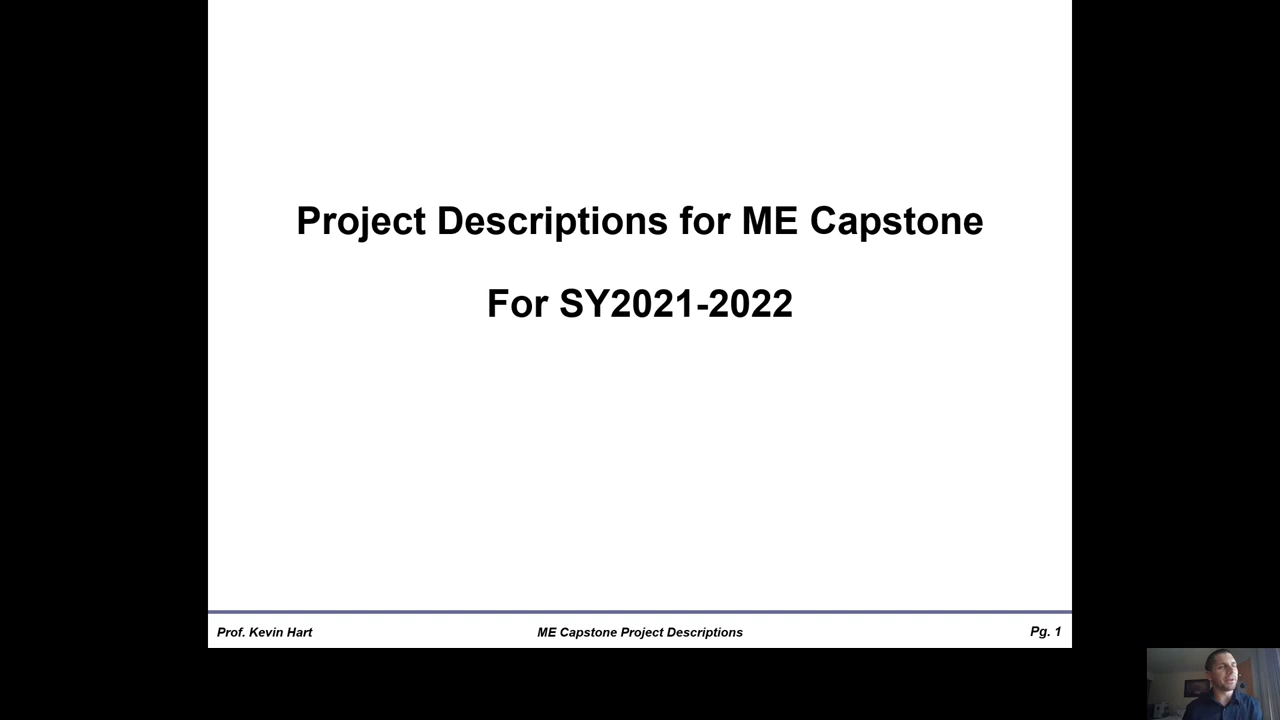 Project Descriptions for ME Capstone
For SY2021-2022
Prof. Kevin Hart
ME Capstone Project Descriptions
Pg. 1